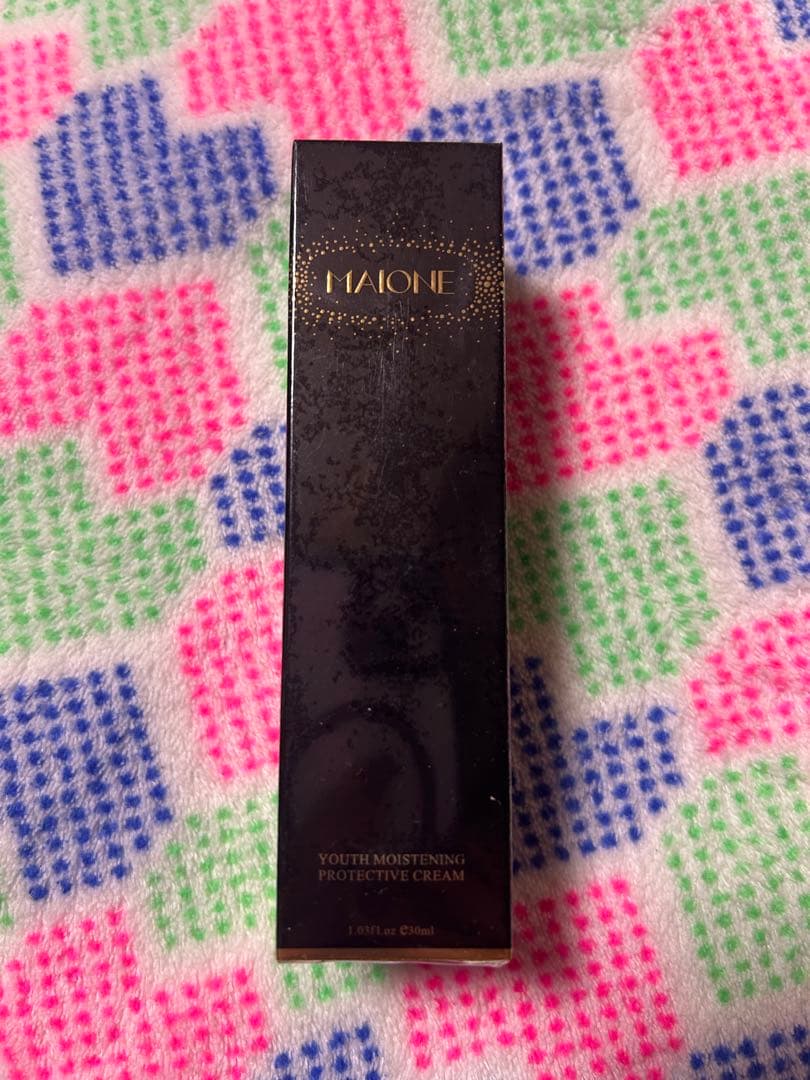 MAIONE
YOUTH MOISTENING
PROTECTIVE CREAM
1.03fl.oz ℮30ml